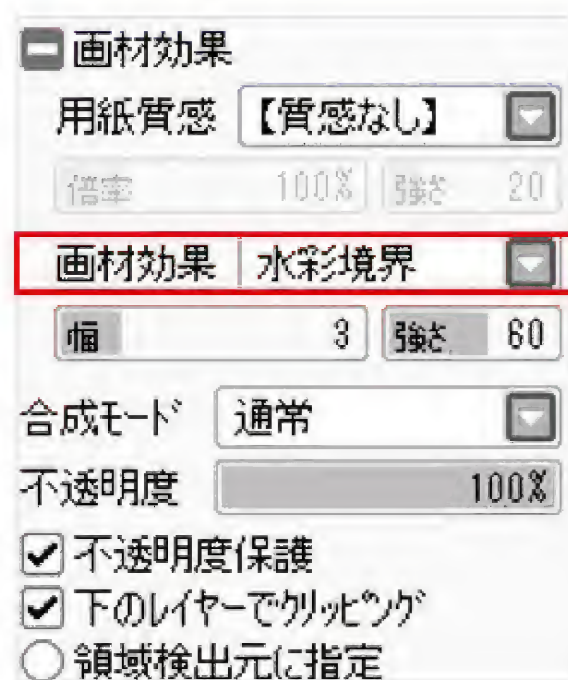 画材効果
用紙質感 【質感なし】
倍率 100% 強さ 20
画材効果 水彩境界
幅 3 強さ 60
合成モード 通常
不透明度 100%
不透明度保護
下のレイヤーでクリッピング
領域検出元に指定